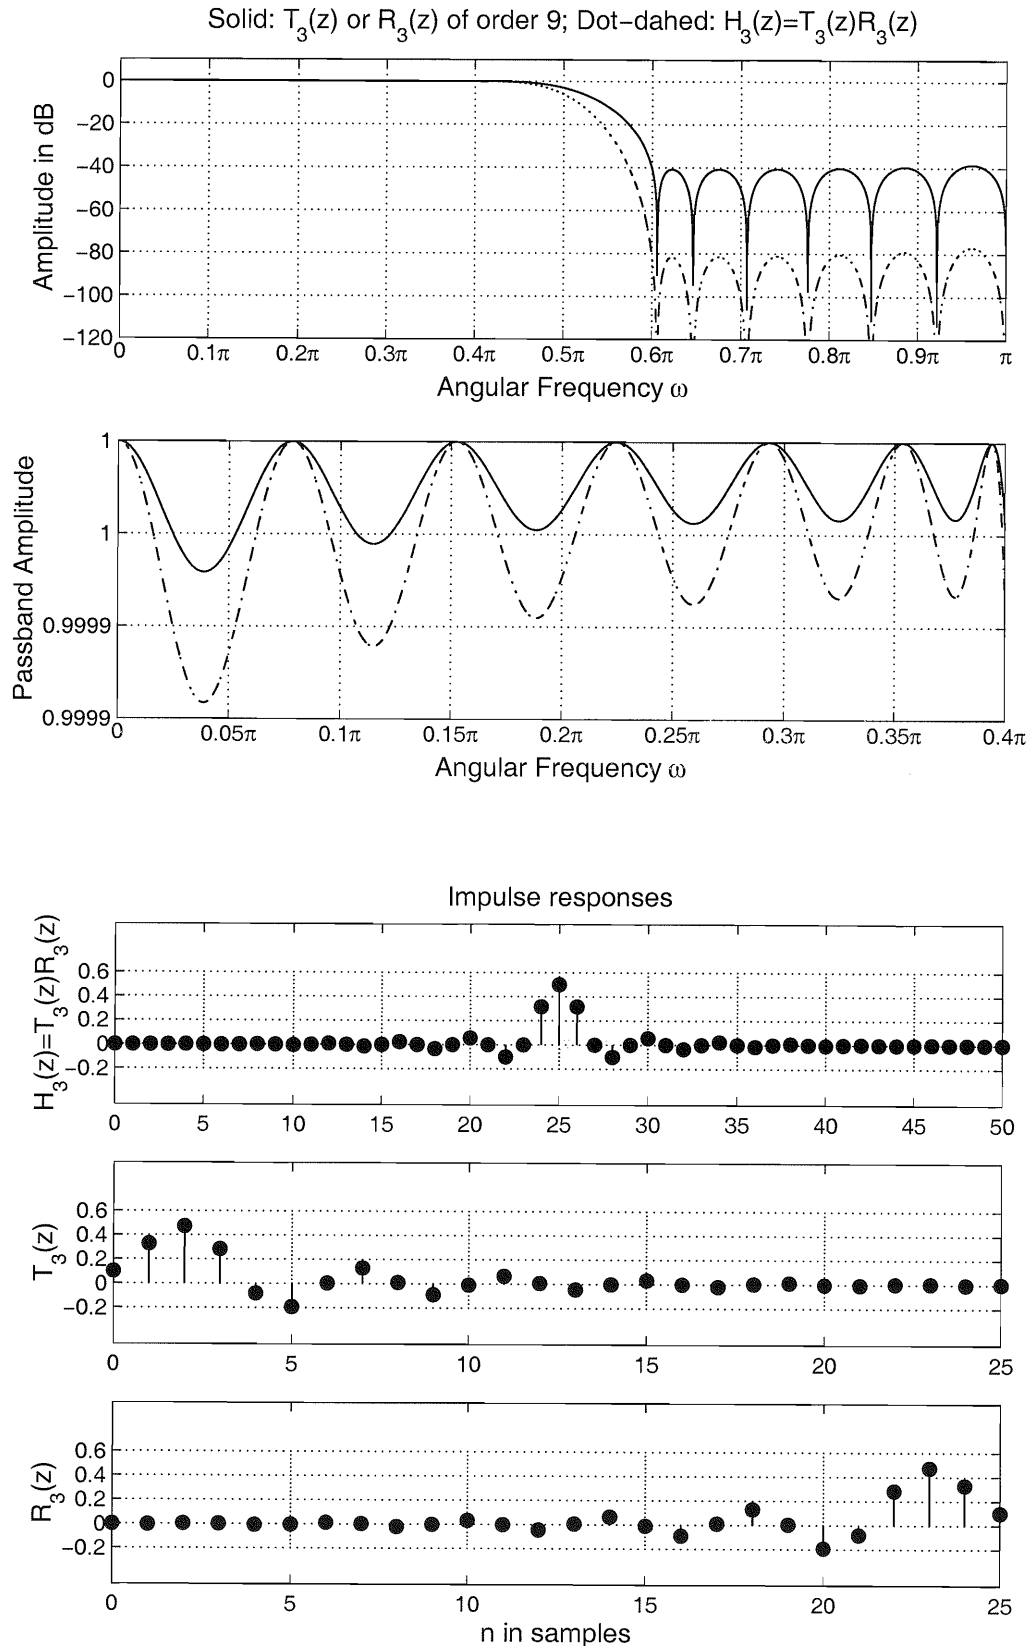 Solid: T3(z) or R3(z) of order 9; Dot−dahed: H3(z)=T3(z)R3(z)
Amplitude in dB
0
−20
−40
−60
−80
−100
−120
0 0.1π 0.2π 0.3π 0.4π 0.5π 0.6π 0.7π 0.8π 0.9π π
Angular Frequency ω
Passband Amplitude
1
1
0.9999
0.9999
0 0.05π 0.1π 0.15π 0.2π 0.25π 0.3π 0.35π 0.4π
Angular Frequency ω
Impulse responses
H3(z)=T3(z)R3(z)
0.6
0.4
0.2
0
−0.2
0 5 10 15 20 25 30 35 40 45 50
T3(z)
0.6
0.4
0.2
0
−0.2
0 5 10 15 20 25
R3(z)
0.6
0.4
0.2
0
−0.2
0 5 10 15 20 25
n in samples